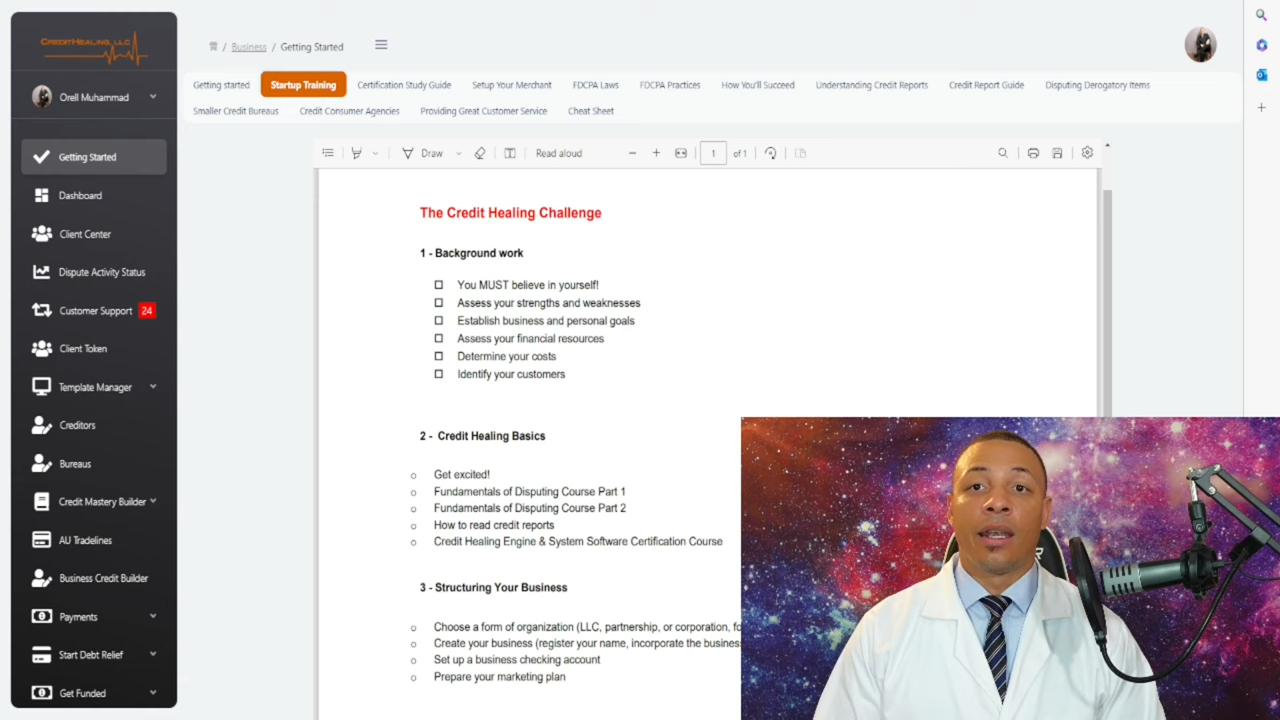 CREDITHEALING, LLC
/ Business / Getting Started
Orell Muhammad
Getting started Startup Training Certification Study Guide Setup Your Merchant FDCPA Laws FDCPA Practices How You'll Succeed Understanding Credit Reports Credit Report Guide Disputing Derogatory Items
Smaller Credit Bureaus Credit Consumer Agencies Providing Great Customer Service Cheat Sheet
Getting Started
Dashboard
Client Center
Dispute Activity Status
Customer Support 24
Client Token
Template Manager
Creditors
Bureaus
Credit Mastery Builder
AU Tradelines
Business Credit Builder
Payments
Start Debt Relief
Get Funded
Draw Read aloud 1 of 1
The Credit Healing Challenge
1 - Background work
You MUST believe in yourself!
Assess your strengths and weaknesses
Establish business and personal goals
Assess your financial resources
Determine your costs
Identify your customers
2 - Credit Healing Basics
Get excited!
Fundamentals of Disputing Course Part 1
Fundamentals of Disputing Course Part 2
How to read credit reports
Credit Healing Engine & System Software Certification Course
3 - Structuring Your Business
Choose a form of organization (LLC, partnership, or corporation, fo
Create your business (register your name, incorporate the business
Set up a business checking account
Prepare your marketing plan